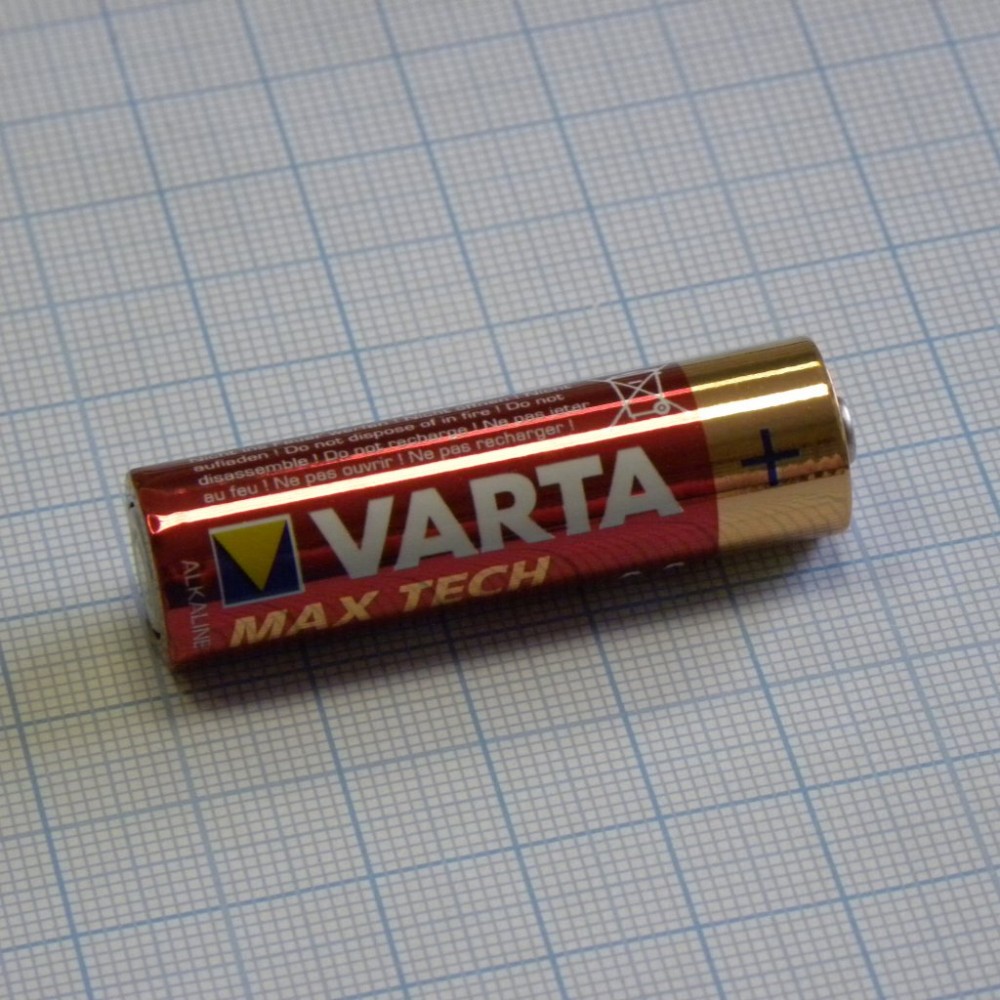 aufladen ! Do not dispose of in fire ! Do not
disassemble ! Do not recharge ! Ne pas jeter
au feu ! Ne pas ouvrir ! Ne pas recharger !
VARTA
MAX TECH
ALKALINE
+